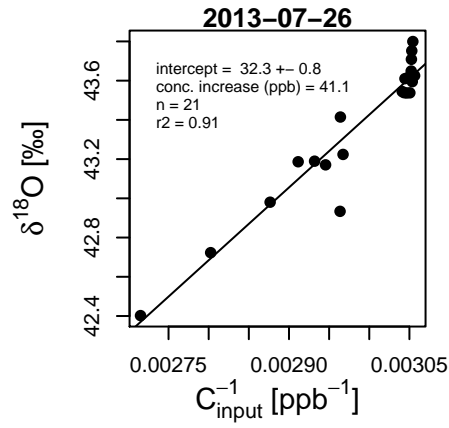 2013−07−26
intercept = 32.3 +− 0.8
conc. increase (ppb) = 41.1
n = 21
r2 = 0.91
δ¹⁸O [‰]
43.6
43.2
42.8
42.4
0.00275 0.00290 0.00305
C⁻¹input [ppb⁻¹]